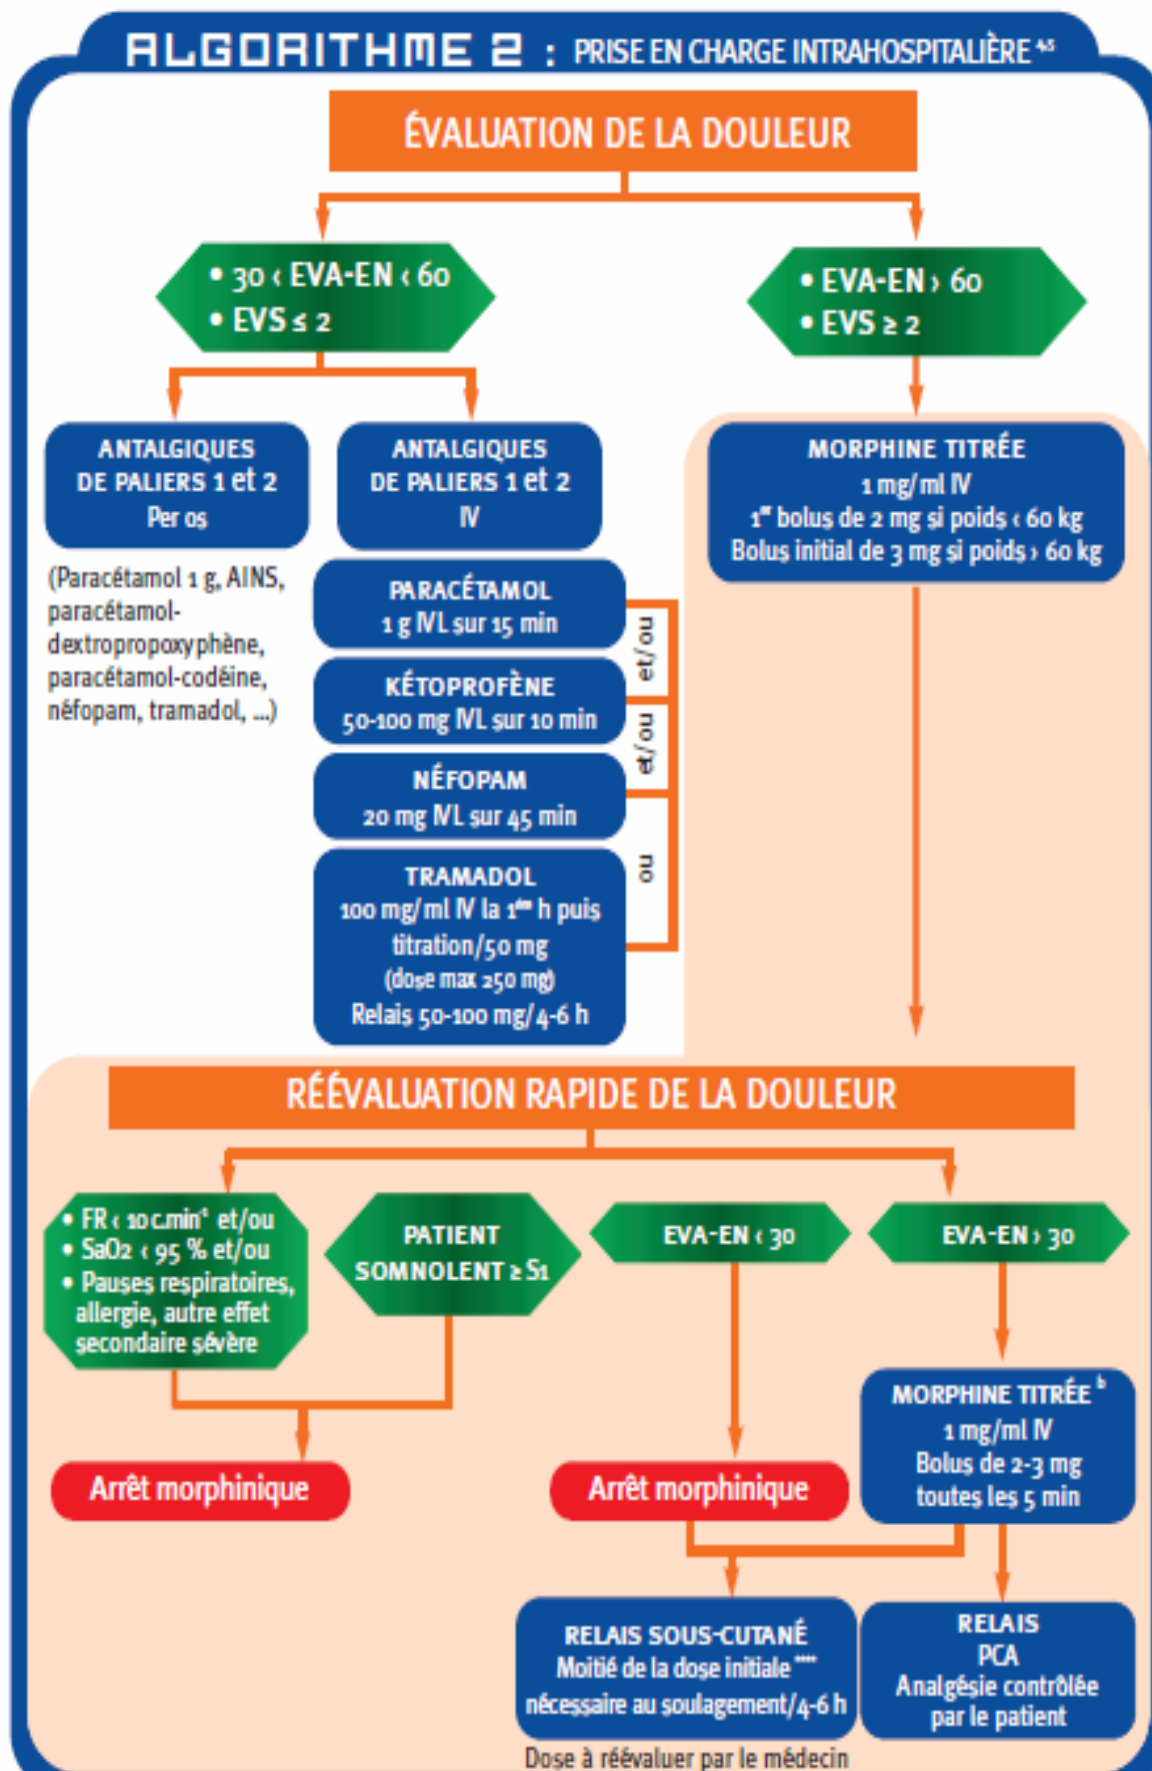 ALGORITHME 2 : PRISE EN CHARGE INTRAHOSPITALIÈRE 4,5
ÉVALUATION DE LA DOULEUR
• 30 < EVA-EN < 60
• EVS ≤ 2
• EVA-EN > 60
• EVS ≥ 2
ANTALGIQUES
DE PALIERS 1 et 2
Per os
(Paracétamol 1 g, AINS,
paracétamol-
dextropropoxyphène,
paracétamol-codéine,
néfopam, tramadol, ...)
ANTALGIQUES
DE PALIERS 1 et 2
IV
PARACÉTAMOL
1 g IVL sur 15 min
et/ou
KÉTOPROFÈNE
50-100 mg IVL sur 10 min
et/ou
NÉFOPAM
20 mg IVL sur 45 min
ou
TRAMADOL
100 mg/ml IV la 1ère h puis
titration/50 mg
(dose max 250 mg)
Relais 50-100 mg/4-6 h
MORPHINE TITRÉE
1 mg/ml IV
1er bolus de 2 mg si poids < 60 kg
Bolus initial de 3 mg si poids > 60 kg
RÉÉVALUATION RAPIDE DE LA DOULEUR
• FR < 10 c.min-1 et/ou
• SaO2 < 95 % et/ou
• Pauses respiratoires,
allergie, autre effet
secondaire sévère
PATIENT
SOMNOLENT ≥ S1
Arrêt morphinique
EVA-EN < 30
Arrêt morphinique
EVA-EN > 30
MORPHINE TITRÉE b
1 mg/ml IV
Bolus de 2-3 mg
toutes les 5 min
RELAIS SOUS-CUTANÉ
Moitié de la dose initiale ****
nécessaire au soulagement/4-6 h
Dose à réévaluer par le médecin
RELAIS
PCA
Analgésie contrôlée
par le patient